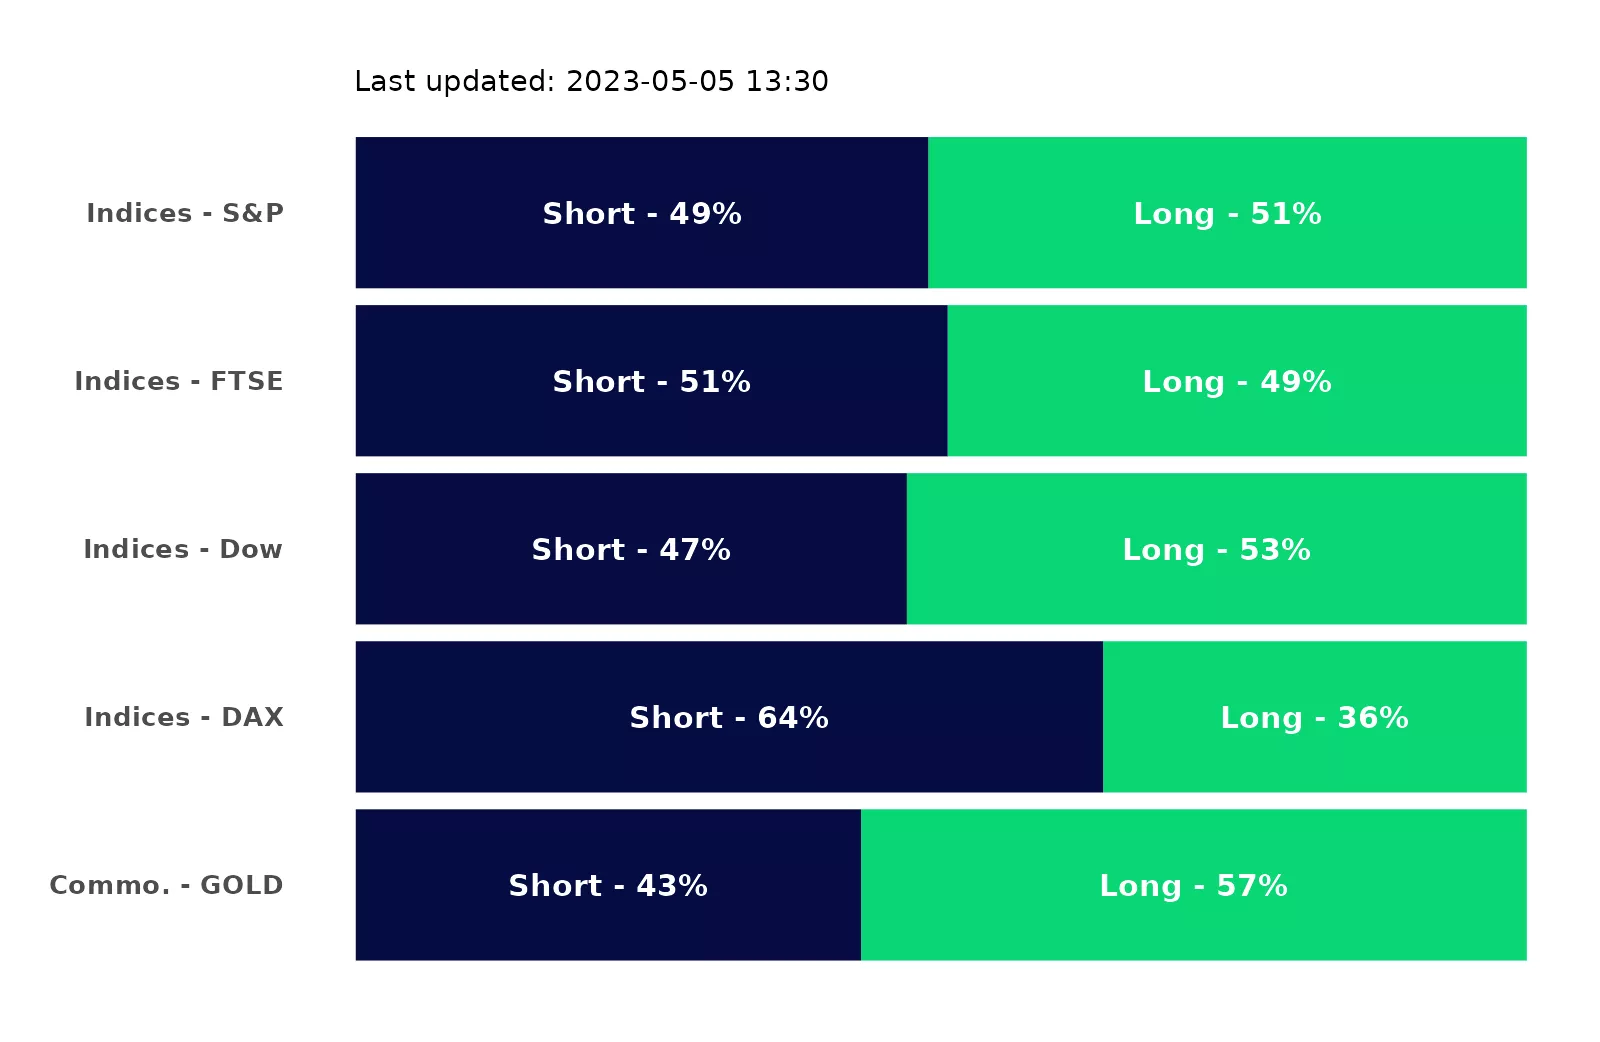 Last updated: 2023-05-05 13:30
Indices - S&P Short - 49% Long - 51%
Indices - FTSE Short - 51% Long - 49%
Indices - Dow Short - 47% Long - 53%
Indices - DAX Short - 64% Long - 36%
Commo. - GOLD Short - 43% Long - 57%